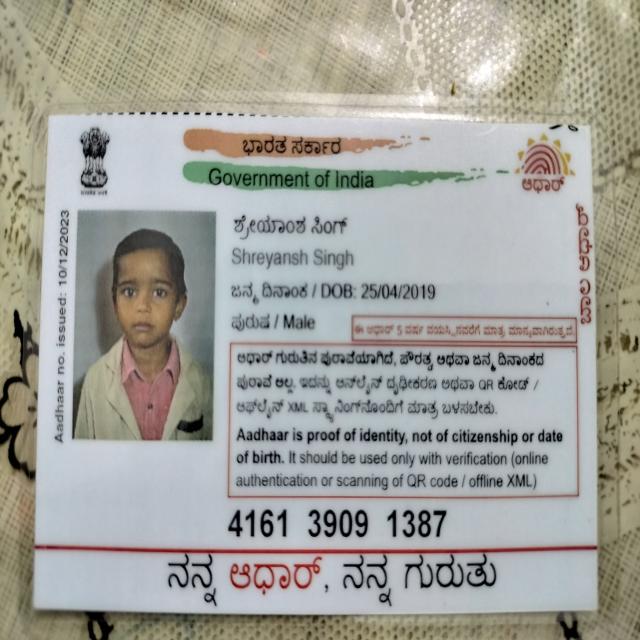 ಭಾರತ ಸರ್ಕಾರ
Government of India
ಆಧಾರ್
Aadhaar no. issued: 10/12/2023
ಶ್ರೇಯಾಂಶ ಸಿಂಗ್
Shreyansh Singh
ಜನ್ಮ ದಿನಾಂಕ / DOB: 25/04/2019
ಪುರುಷ / Male
ಈ ಆಧಾರ್ 5 ವರ್ಷ ವಯಸ್ಸಿನವರೆಗೆ ಮಾತ್ರ ಮಾನ್ಯವಾಗಿರುತ್ತದೆ
ಆಧಾರ್ ಗುರುತಿನ ಪುರಾವೆಯಾಗಿದೆ, ಪೌರತ್ವ ಅಥವಾ ಜನ್ಮ ದಿನಾಂಕದ
ಪುರಾವೆ ಅಲ್ಲ. ಇದನ್ನು ಆನ್‌ಲೈನ್ ದೃಢೀಕರಣ ಅಥವಾ QR ಕೋಡ್ /
ಆಫ್‌ಲೈನ್ XML ಸ್ಕ್ಯಾನಿಂಗ್‌ನೊಂದಿಗೆ ಮಾತ್ರ ಬಳಸಬೇಕು.
Aadhaar is proof of identity, not of citizenship or date
of birth. It should be used only with verification (online
authentication or scanning of QR code / offline XML)
4161 3909 1387
ನನ್ನ ಆಧಾರ್, ನನ್ನ ಗುರುತು